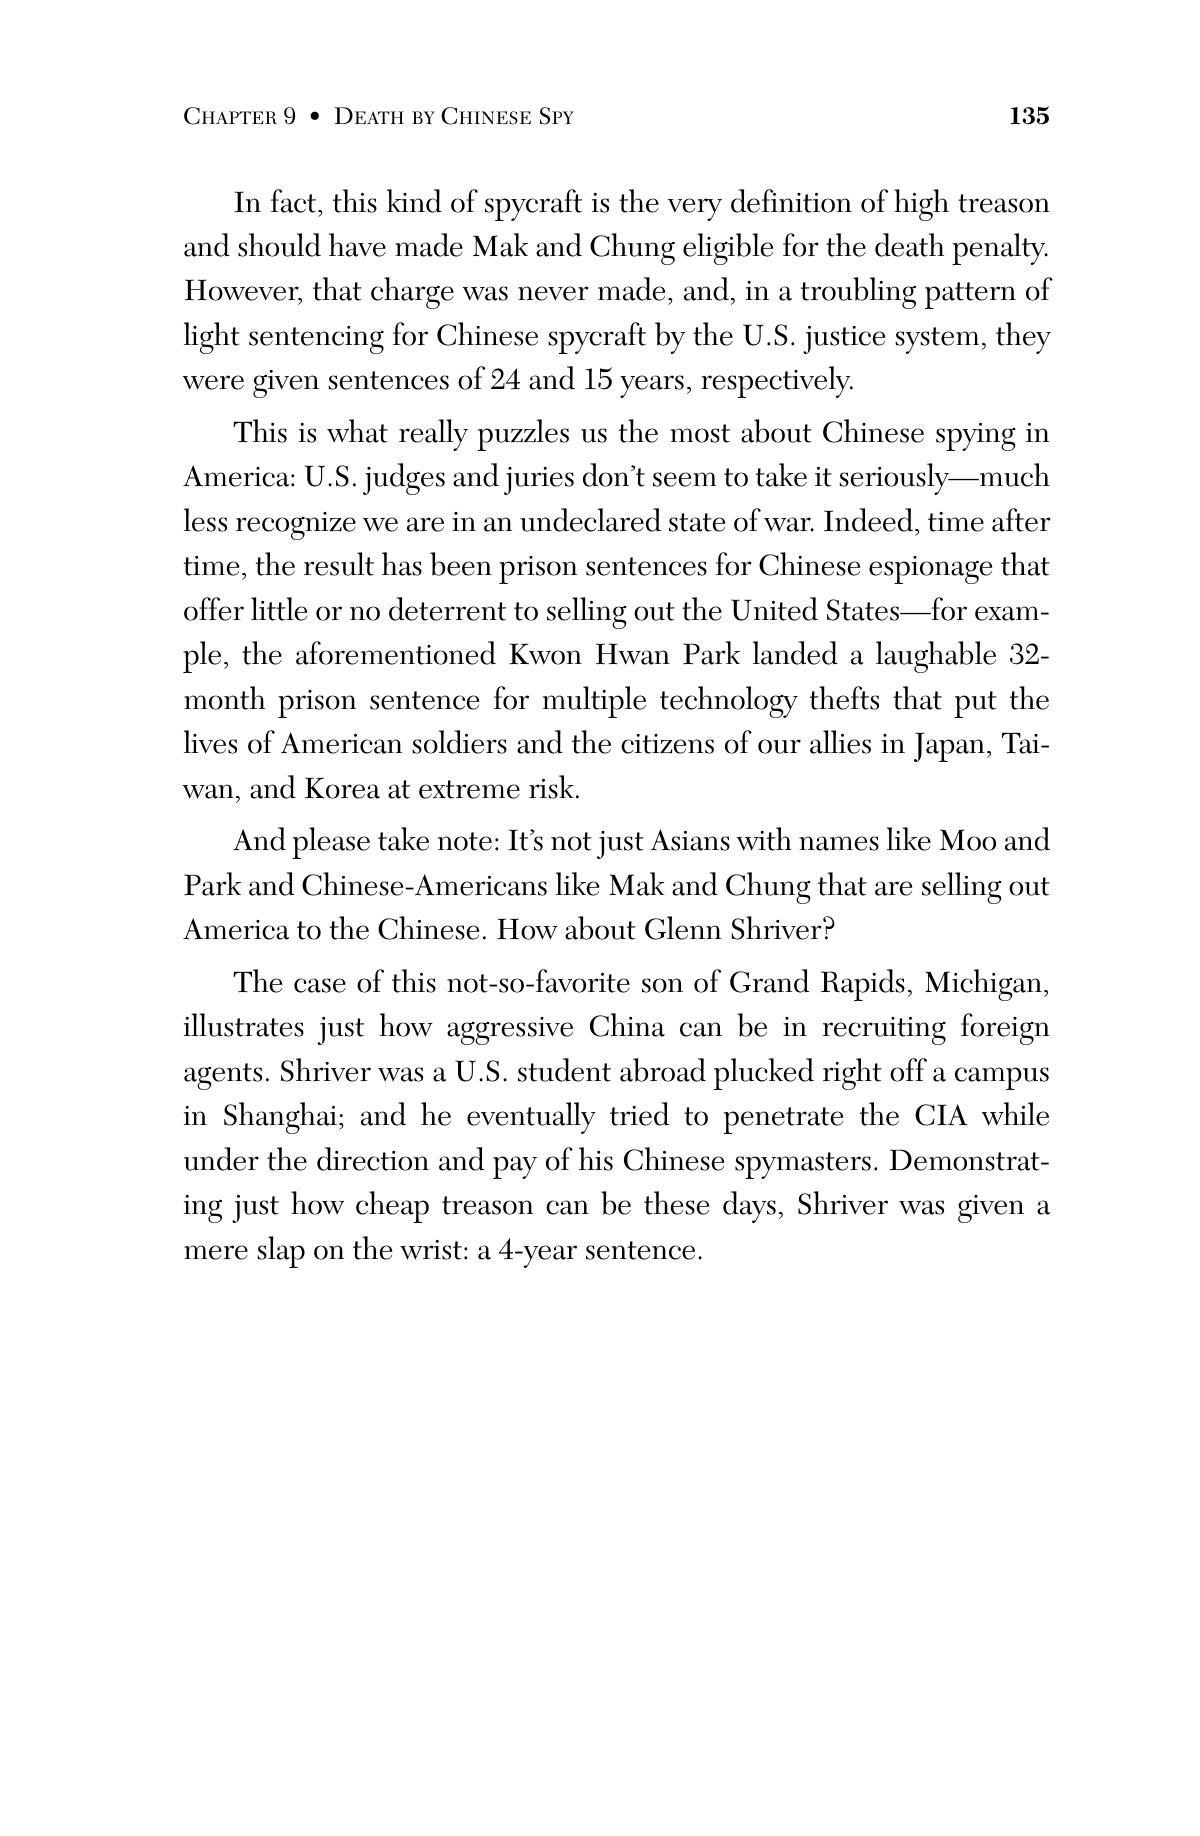 CHAPTER 9 • DEATH BY CHINESE SPY 135
In fact, this kind of spycraft is the very definition of high treason
and should have made Mak and Chung eligible for the death penalty.
However, that charge was never made, and, in a troubling pattern of
light sentencing for Chinese spycraft by the U.S. justice system, they
were given sentences of 24 and 15 years, respectively.
This is what really puzzles us the most about Chinese spying in
America: U.S. judges and juries don’t seem to take it seriously—much
less recognize we are in an undeclared state of war. Indeed, time after
time, the result has been prison sentences for Chinese espionage that
offer little or no deterrent to selling out the United States—for exam-
ple, the aforementioned Kwon Hwan Park landed a laughable 32-
month prison sentence for multiple technology thefts that put the
lives of American soldiers and the citizens of our allies in Japan, Tai-
wan, and Korea at extreme risk.
And please take note: It’s not just Asians with names like Moo and
Park and Chinese-Americans like Mak and Chung that are selling out
America to the Chinese. How about Glenn Shriver?
The case of this not-so-favorite son of Grand Rapids, Michigan,
illustrates just how aggressive China can be in recruiting foreign
agents. Shriver was a U.S. student abroad plucked right off a campus
in Shanghai; and he eventually tried to penetrate the CIA while
under the direction and pay of his Chinese spymasters. Demonstrat-
ing just how cheap treason can be these days, Shriver was given a
mere slap on the wrist: a 4-year sentence.